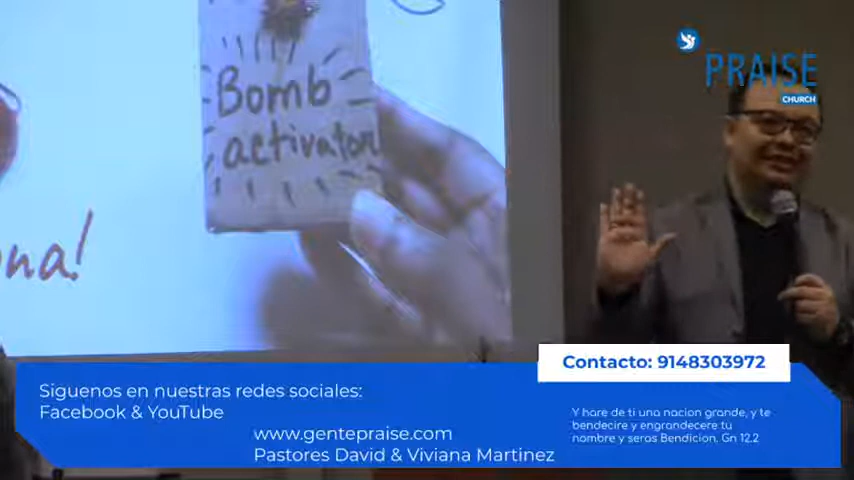 Bomb
activator
na!
PRAISE
CHURCH
Contacto: 9148303972
Siguenos en nuestras redes sociales:
Facebook & YouTube
www.gentepraise.com
Pastores David & Viviana Martinez
Y hare de ti una nacion grande, y te
bendecire y engrandecere tu
nombre y seras Bendicion. Gn 12.2